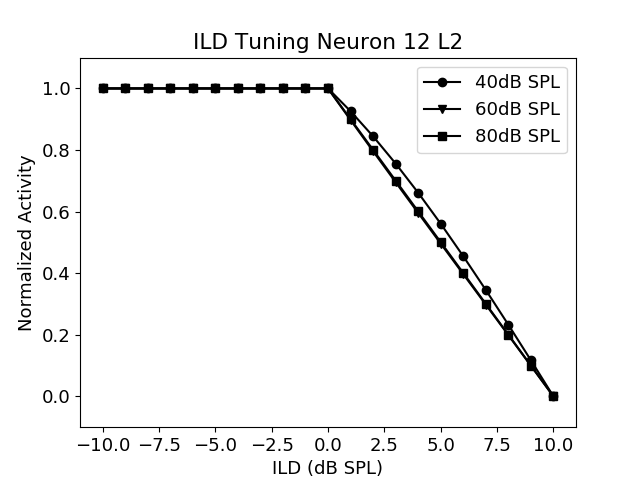 ILD Tuning Neuron 12 L2
40dB SPL
60dB SPL
80dB SPL
1.0
0.8
0.6
0.4
0.2
0.0
Normalized Activity
−10.0 −7.5 −5.0 −2.5 0.0 2.5 5.0 7.5 10.0
ILD (dB SPL)